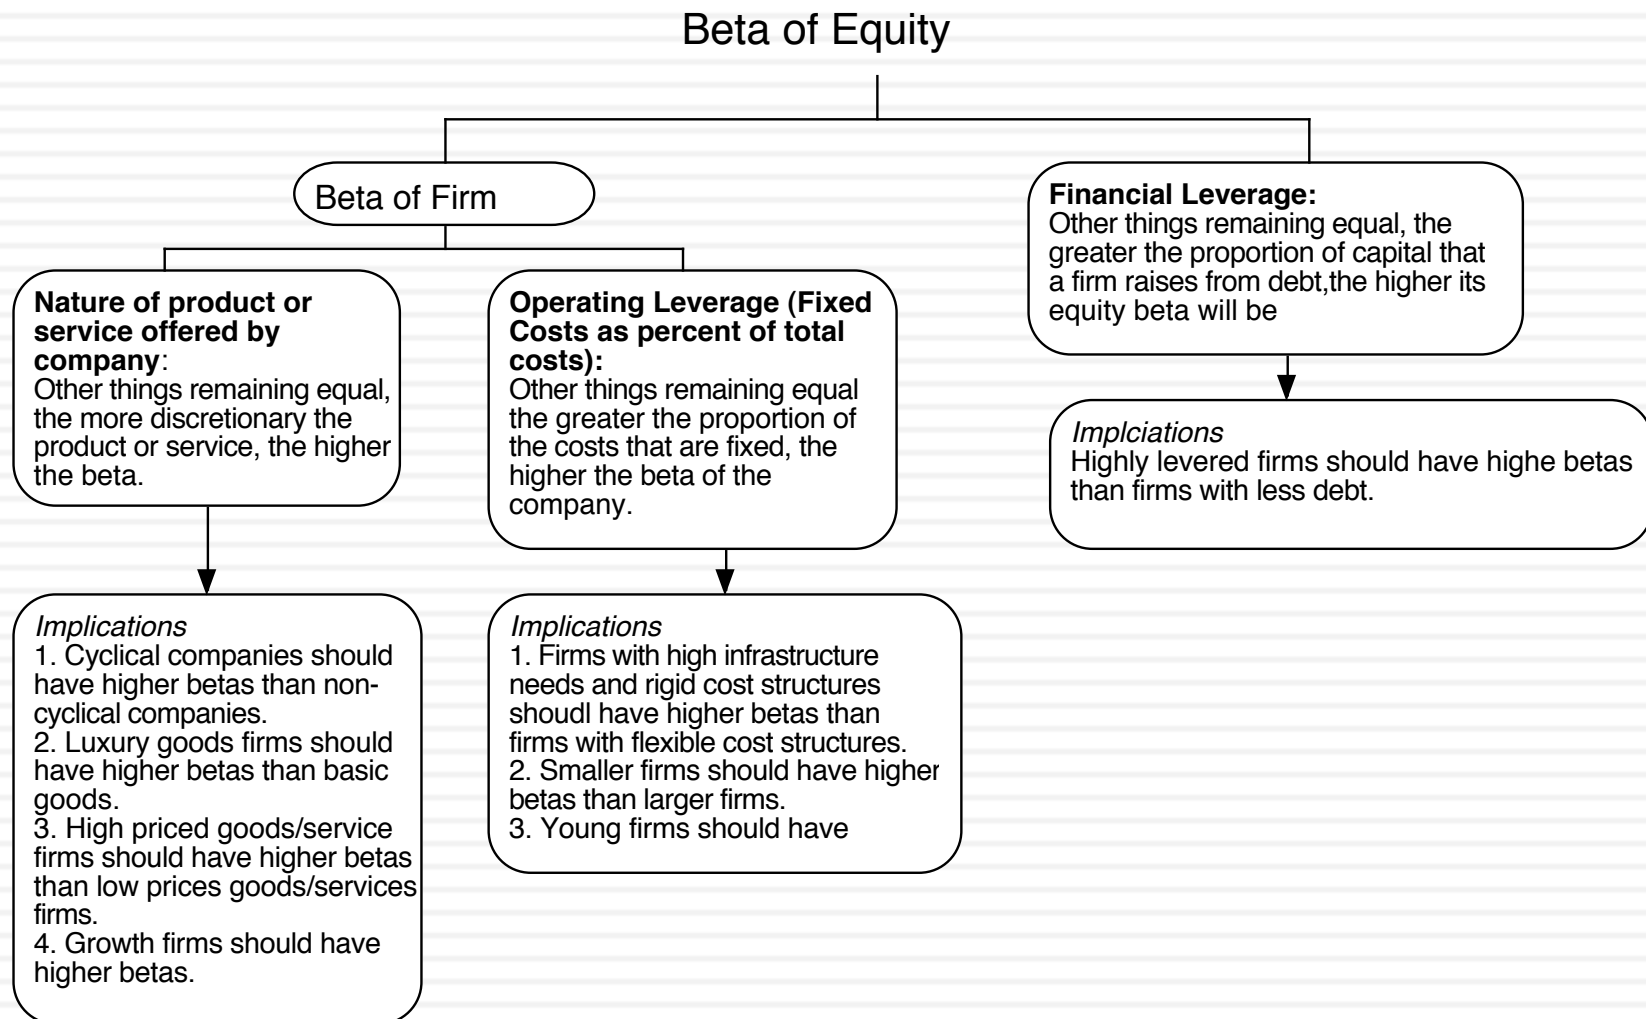 Beta of Equity
Beta of Firm
Nature of product or
service offered by
company:
Other things remaining equal,
the more discretionary the
product or service, the higher
the beta.
Operating Leverage (Fixed
Costs as percent of total
costs):
Other things remaining equal
the greater the proportion of
the costs that are fixed, the
higher the beta of the
company.
Financial Leverage:
Other things remaining equal, the
greater the proportion of capital that
a firm raises from debt,the higher its
equity beta will be
Implications
1. Cyclical companies should
have higher betas than non-
cyclical companies.
2. Luxury goods firms should
have higher betas than basic
goods.
3. High priced goods/service
firms should have higher betas
than low prices goods/services
firms.
4. Growth firms should have
higher betas.
Implications
1. Firms with high infrastructure
needs and rigid cost structures
shoudl have higher betas than
firms with flexible cost structures.
2. Smaller firms should have higher
betas than larger firms.
3. Young firms should have
Implciations
Highly levered firms should have highe betas
than firms with less debt.